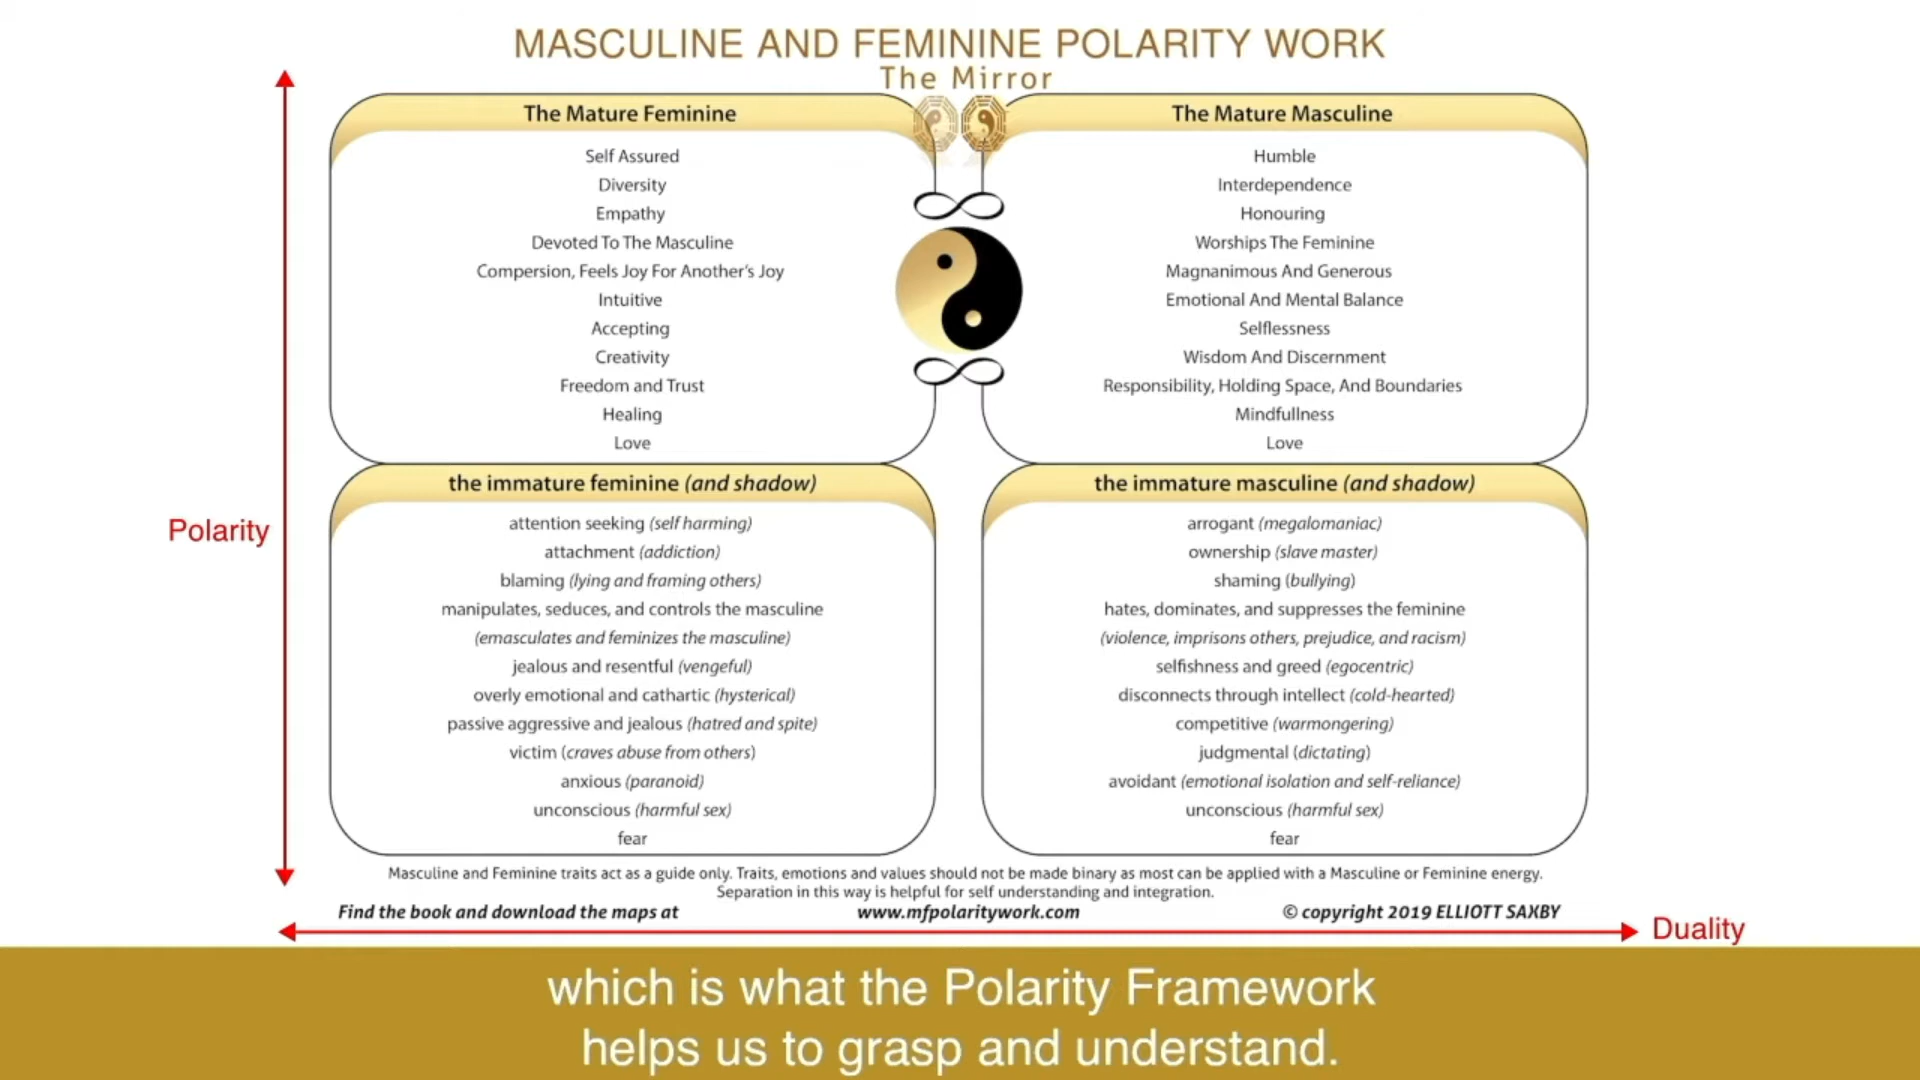 MASCULINE AND FEMININE POLARITY WORK
The Mirror
The Mature Feminine
Self Assured
Diversity
Empathy
Devoted To The Masculine
Compersion, Feels Joy For Another's Joy
Intuitive
Accepting
Creativity
Freedom and Trust
Healing
Love
The Mature Masculine
Humble
Interdependence
Honouring
Worships The Feminine
Magnanimous And Generous
Emotional And Mental Balance
Selflessness
Wisdom And Discernment
Responsibility, Holding Space, And Boundaries
Mindfullness
Love
Polarity
the immature feminine (and shadow)
attention seeking (self harming)
attachment (addiction)
blaming (lying and framing others)
manipulates, seduces, and controls the masculine
(emasculates and feminizes the masculine)
jealous and resentful (vengeful)
overly emotional and cathartic (hysterical)
passive aggressive and jealous (hatred and spite)
victim (craves abuse from others)
anxious (paranoid)
unconscious (harmful sex)
fear
the immature masculine (and shadow)
arrogant (megalomaniac)
ownership (slave master)
shaming (bullying)
hates, dominates, and suppresses the feminine
(violence, imprisons others, prejudice, and racism)
selfishness and greed (egocentric)
disconnects through intellect (cold-hearted)
competitive (warmongering)
judgmental (dictating)
avoidant (emotional isolation and self-reliance)
unconscious (harmful sex)
fear
Masculine and Feminine traits act as a guide only. Traits, emotions and values should not be made binary as most can be applied with a Masculine or Feminine energy.
Separation in this way is helpful for self understanding and integration.
Find the book and download the maps at www.mfpolaritywork.com © copyright 2019 ELLIOTT SAXBY
Duality
which is what the Polarity Framework
helps us to grasp and understand.